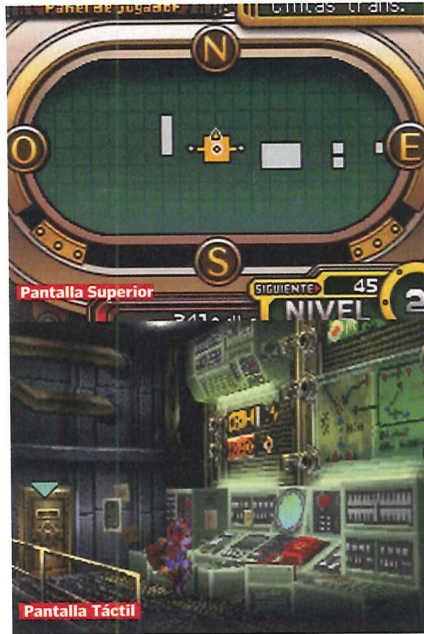 Panel de Jugador
Cintas trans.
N
O
E
S
Pantalla Superior
SIGUIENTE 45
NIVEL 2
Pantalla Táctil